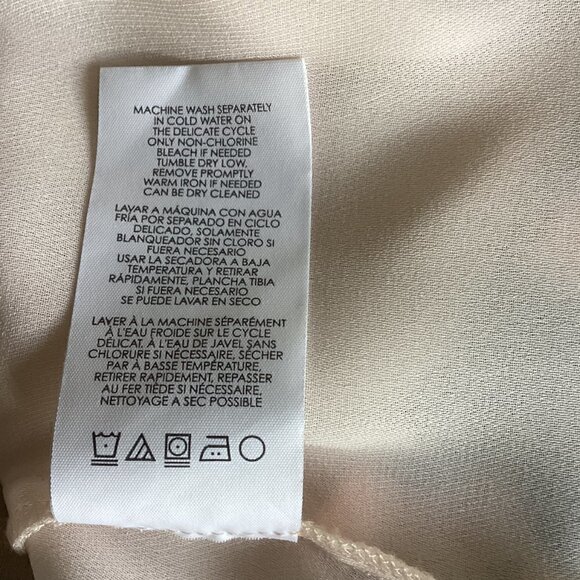 MACHINE WASH SEPARATELY
IN COLD WATER ON
THE DELICATE CYCLE
ONLY NON-CHLORINE
BLEACH IF NEEDED
TUMBLE DRY LOW.
REMOVE PROMPTLY
WARM IRON IF NEEDED
CAN BE DRY CLEANED
LAVAR A MÁQUINA CON AGUA
FRÍA POR SEPARADO EN CICLO
DELICADO, SOLAMENTE
BLANQUEADOR SIN CLORO SI
FUERA NECESARIO
USAR LA SECADORA A BAJA
TEMPERATURA Y RETIRAR
RÁPIDAMENTE, PLANCHA TIBIA
SI FUERA NECESARIO
SE PUEDE LAVAR EN SECO
LAVER À LA MACHINE SÉPARÉMENT
À L'EAU FROIDE SUR LE CYCLE
DÉLICAT. À L'EAU DE JAVEL SANS
CHLORURE SI NÉCESSAIRE, SÉCHER
PAR À BASSE TEMPÉRATURE,
RETIRER RAPIDEMENT, REPASSER
AU FER TIÈDE SI NÉCESSAIRE,
NETTOYAGE A SEC POSSIBLE